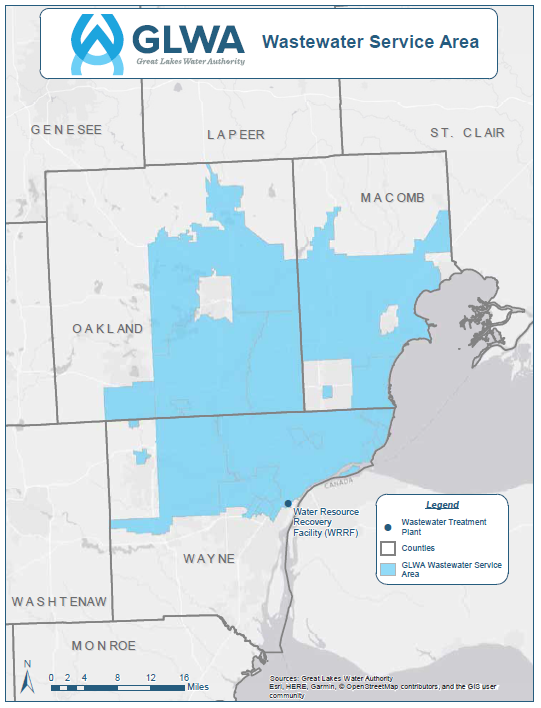 GLWA
Great Lakes Water Authority
Wastewater Service Area
GENESEE
LAPEER
ST. CLAIR
MACOMB
OAKLAND
CANADA
Water Resource
Recovery
Facility (WRRF)
Legend
Wastewater Treatment
Plant
Counties
GLWA Wastewater Service
Area
WAYNE
WASHTENAW
MONROE
N
0 2 4 8 12 16
Miles
Sources: Great Lakes Water Authority
Esri, HERE, Garmin, © OpenStreetMap contributors, and the GIS user
community